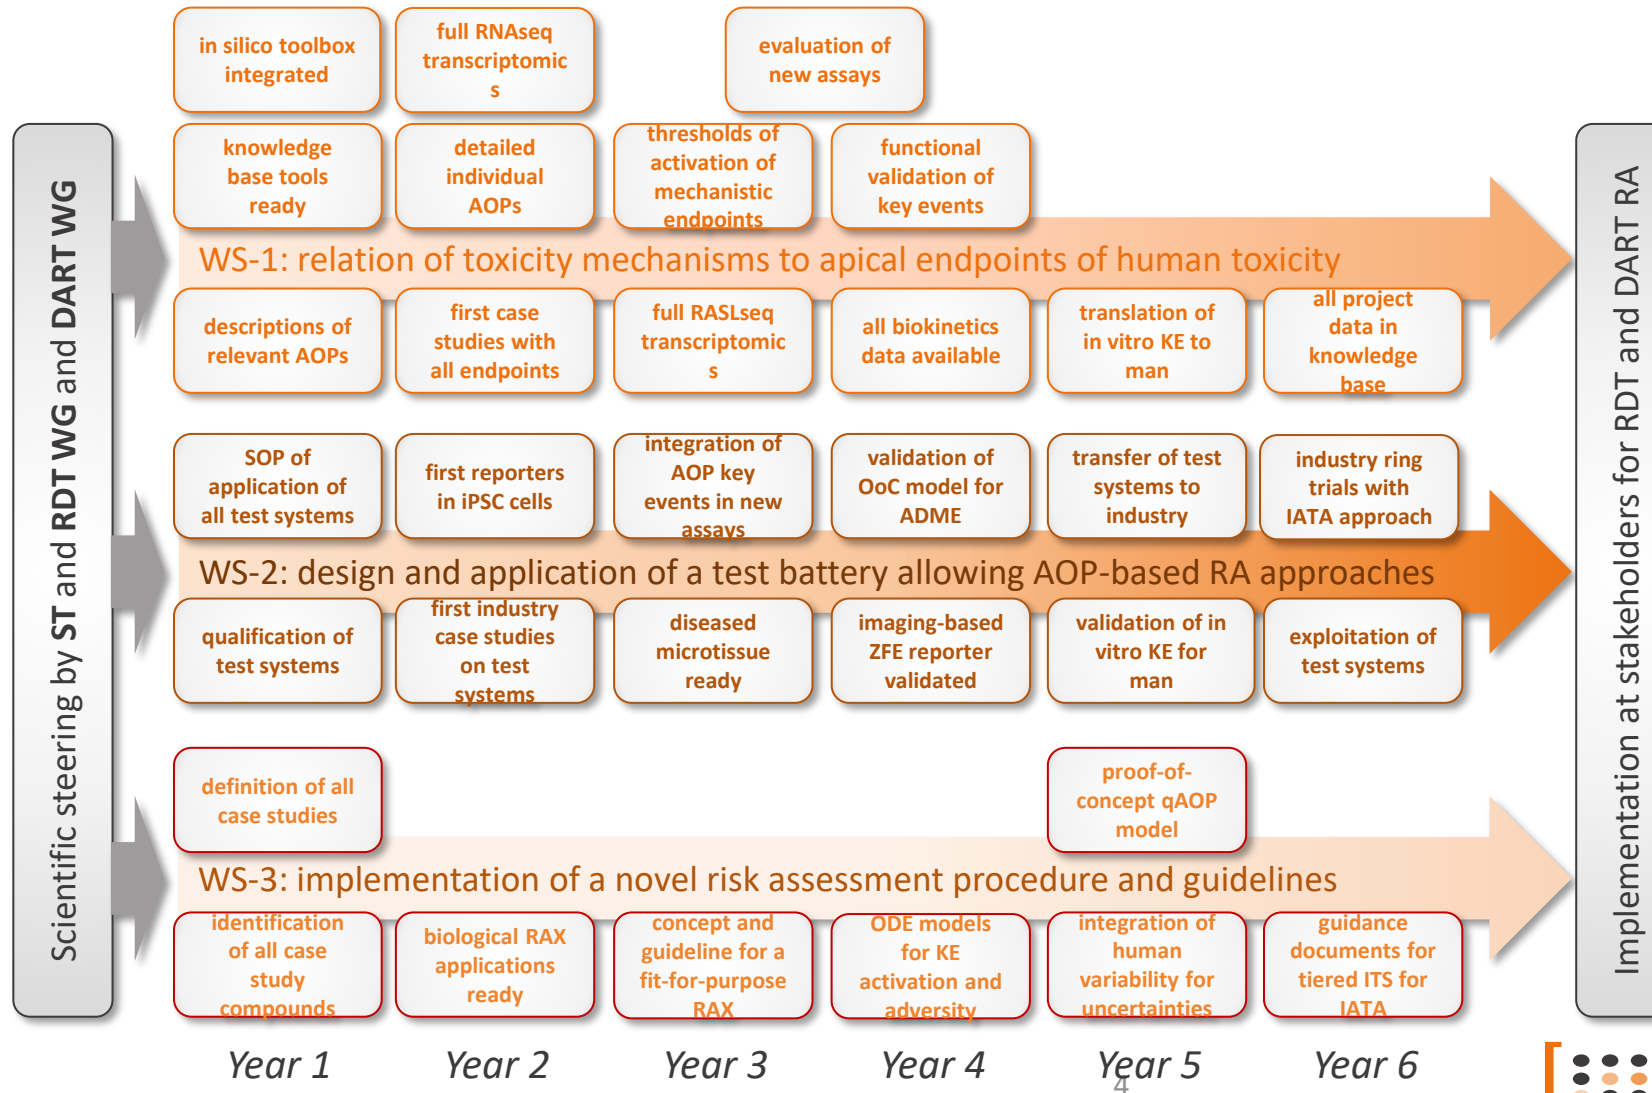 in silico toolbox
integrated
full RNAseq
transcriptomic
s
evaluation of
new assays
knowledge
base tools
ready
detailed
individual
AOPs
thresholds of
activation of
mechanistic
endpoints
functional
validation of
key events
WS-1: relation of toxicity mechanisms to apical endpoints of human toxicity
descriptions of
relevant AOPs
first case
studies with
all endpoints
full RASLseq
transcriptomic
s
all biokinetics
data available
translation of
in vitro KE to
man
all project
data in
knowledge
base
SOP of
application of
all test systems
first reporters
in iPSC cells
integration of
AOP key
events in new
assays
validation of
OoC model for
ADME
transfer of test
systems to
industry
industry ring
trials with
IATA approach
WS-2: design and application of a test battery allowing AOP-based RA approaches
qualification of
test systems
first industry
case studies
on test
systems
diseased
microtissue
ready
imaging-based
ZFE reporter
validated
validation of in
vitro KE for
man
exploitation of
test systems
definition of all
case studies
proof-of-
concept qAOP
model
WS-3: implementation of a novel risk assessment procedure and guidelines
identification
of all case
study
compounds
biological RAX
applications
ready
concept and
guideline for a
fit-for-purpose
RAX
ODE models
for KE
activation and
adversity
integration of
human
variability for
uncertainties
guidance
documents for
tiered ITS for
IATA
Scientific steering by ST and RDT WG and DART WG
Implementation at stakeholders for RDT and DART RA
Year 1
Year 2
Year 3
Year 4
Year 5
Year 6
4